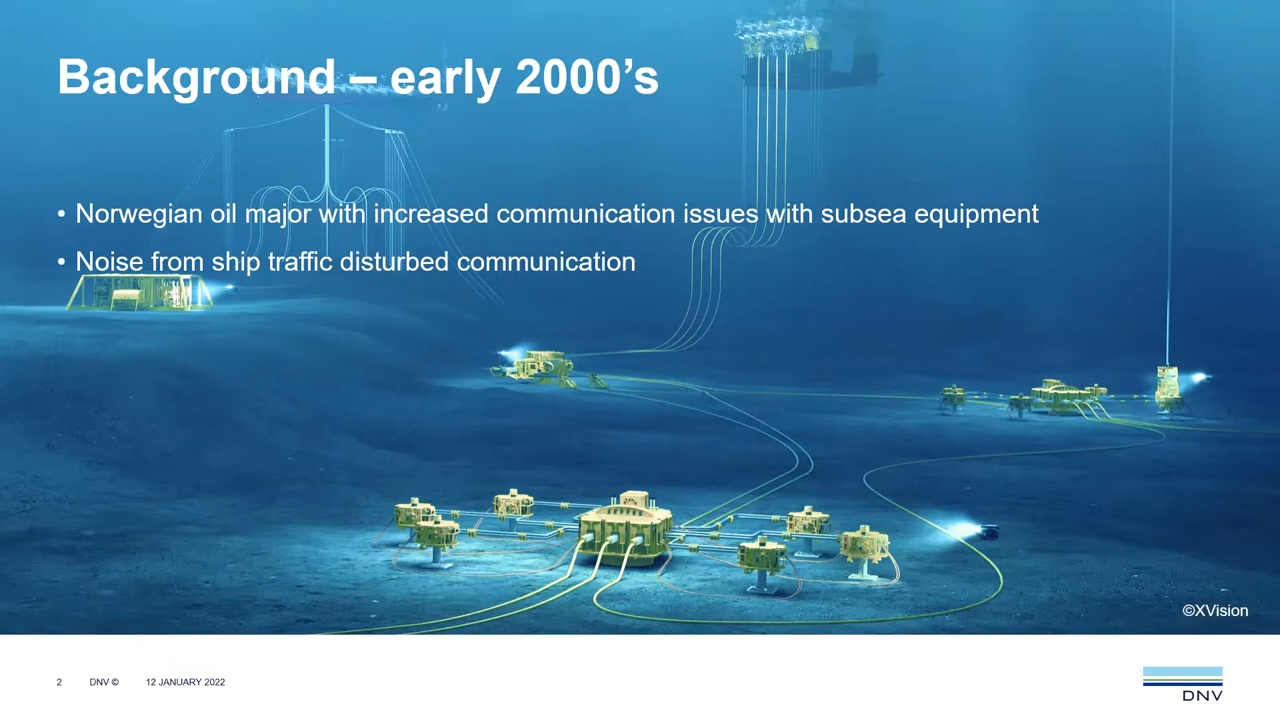 Background – early 2000’s
• Norwegian oil major with increased communication issues with subsea equipment
• Noise from ship traffic disturbed communication
©XVision
2 DNV © 12 JANUARY 2022
DNV